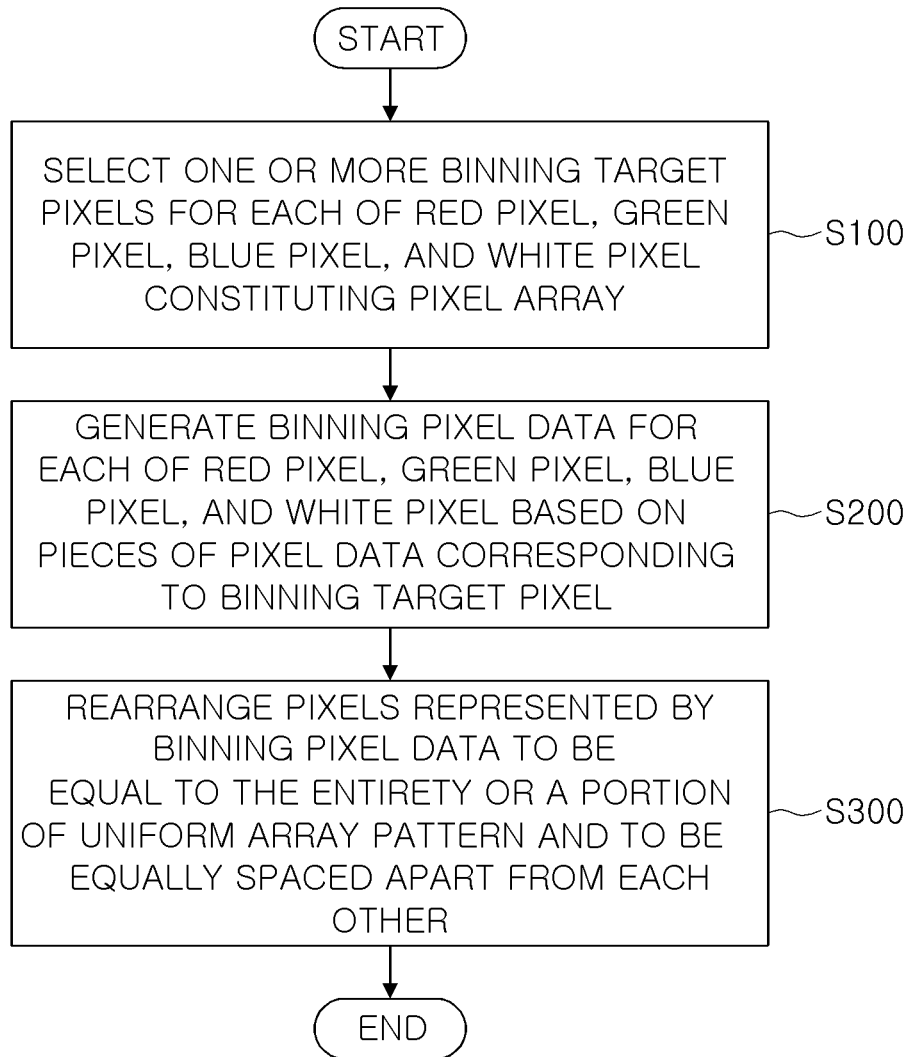 START
SELECT ONE OR MORE BINNING TARGET
PIXELS FOR EACH OF RED PIXEL, GREEN
PIXEL, BLUE PIXEL, AND WHITE PIXEL
CONSTITUTING PIXEL ARRAY
S100
GENERATE BINNING PIXEL DATA FOR
EACH OF RED PIXEL, GREEN PIXEL, BLUE
PIXEL, AND WHITE PIXEL BASED ON
PIECES OF PIXEL DATA CORRESPONDING
TO BINNING TARGET PIXEL
S200
REARRANGE PIXELS REPRESENTED BY
BINNING PIXEL DATA TO BE
EQUAL TO THE ENTIRETY OR A PORTION
OF UNIFORM ARRAY PATTERN AND TO BE
EQUALLY SPACED APART FROM EACH
OTHER
S300
END